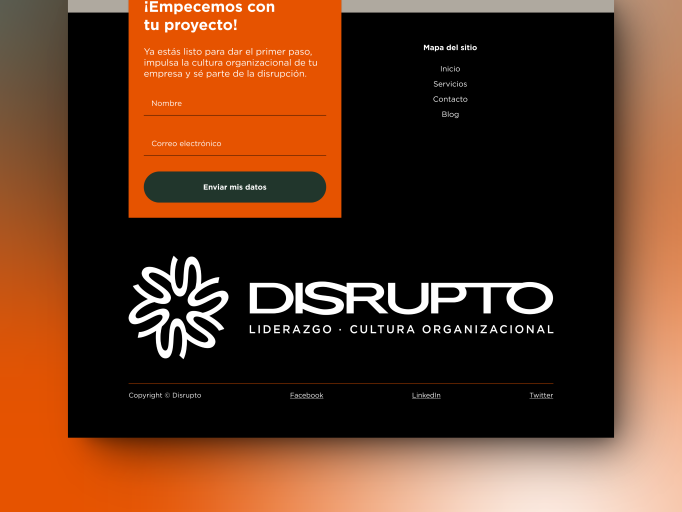 ¡Empecemos con
tu proyecto!
Ya estás listo para dar el primer paso,
impulsa la cultura organizacional de tu
empresa y sé parte de la disrupción.
Nombre
Correo electrónico
Enviar mis datos
Mapa del sitio
Inicio
Servicios
Contacto
Blog
DISRUPTO
LIDERAZGO · CULTURA ORGANIZACIONAL
Copyright © Disrupto
Facebook
LinkedIn
Twitter